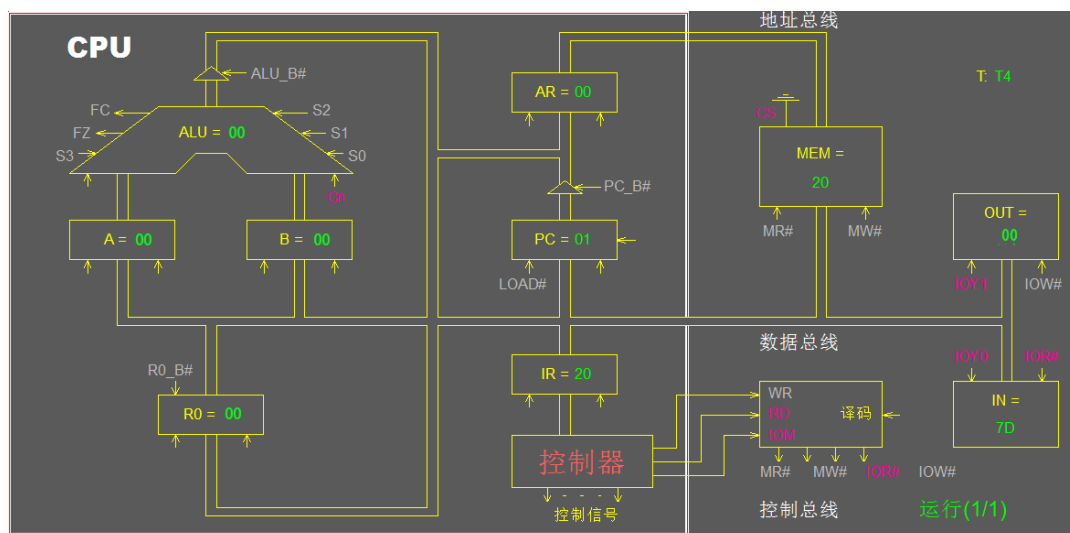 地址总线
CPU
ALU_B#
T: T4
AR = 00
FC
S2
CS
FZ
ALU = 00
S1
S3
S0
MEM =
20
PC_B#
Cn
OUT =
00
MR#
MW#
A = 00
B = 00
PC = 01
LOAD#
IOY1
IOW#
数据总线
R0_B#
IOY0
IOR#
IR = 20
WR
IN =
R0 = 00
RD
译码
7D
IOM
控制器
MR# MW# IOR# IOW#
- - -
控制信号
控制总线
运行(1/1)